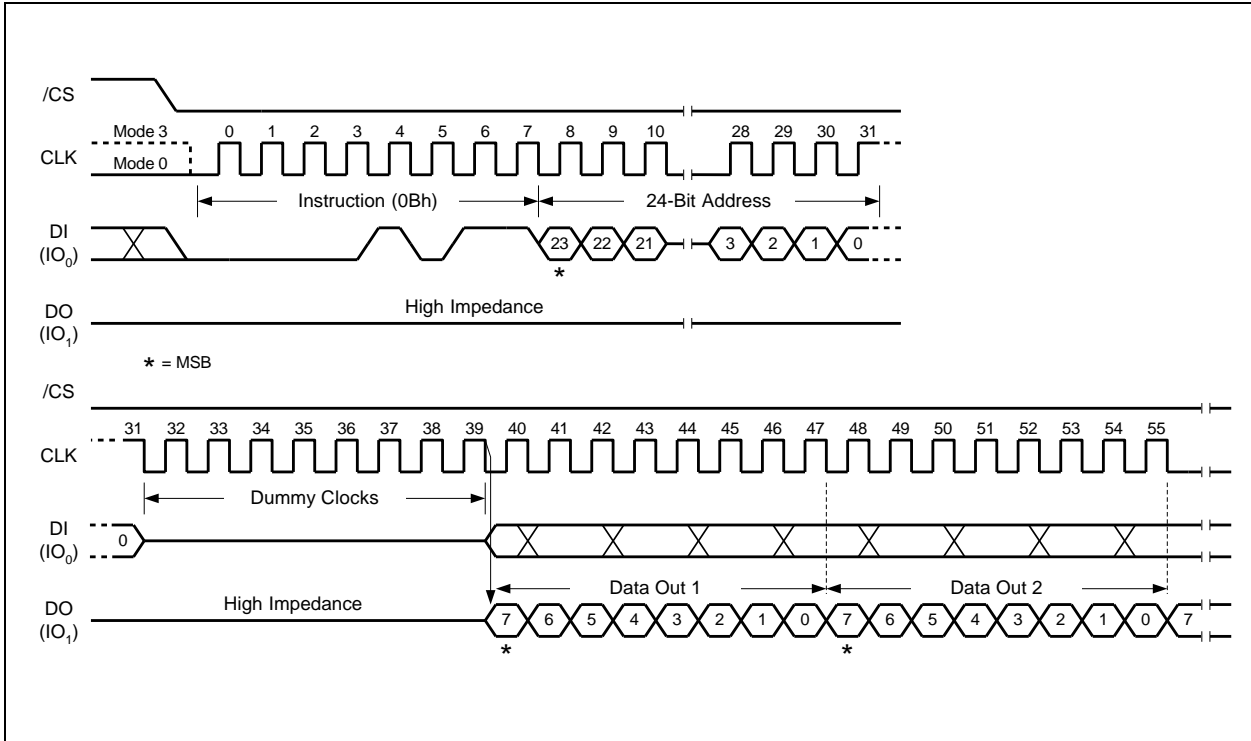 /CS
Mode 3 0 1 2 3 4 5 6 7 8 9 10 28 29 30 31
CLK
Mode 0
Instruction (0Bh) 24-Bit Address
DI
(IO0) 23 22 21 3 2 1 0
*
DO High Impedance
(IO1)
* = MSB
/CS
31 32 33 34 35 36 37 38 39 40 41 42 43 44 45 46 47 48 49 50 51 52 53 54 55
CLK
Dummy Clocks
DI
(IO0) 0
Data Out 1 Data Out 2
DO High Impedance
(IO1) 7 6 5 4 3 2 1 0 7 6 5 4 3 2 1 0 7
* *